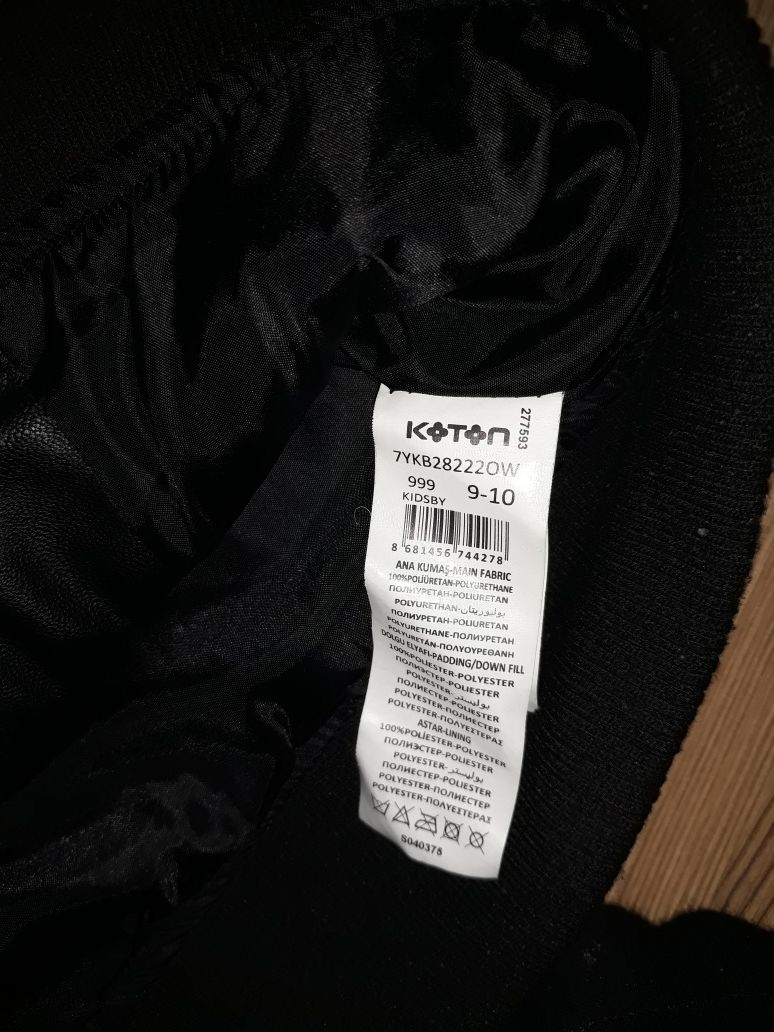 KOTON
277593
7YKB28222OW
999 9-10
KIDSBY
8 681456 744278
ANA KUMAŞ-MAIN FABRIC
100%POLİÜRETAN-POLYURETHANE
ПОЛИУРЕТАН-POLIURETAN
POLYURETHAN-بوليوريتان
ПОЛИУРЕТАН-POLIURETAN
POLYURETHANE-ПОЛИУРЕТАН
POLYURETÁN-ΠΟΛΥΟΥΡΕΘΑΝΗ
DOLGU ELYAFI-PADDING/DOWN FILL
100%POLİESTER-POLYESTER
ПОЛИЭСТЕР-POLIESTER
POLYESTER-بوليستر
ПОЛИЕСТЕР-POLIESTER
POLYESTER-ПОЛИЕСТЕР
POLYESTER-ΠΟΛΥΕΣΤΕΡΑΣ
ASTAR-LINING
100%POLİESTER-POLYESTER
ПОЛИЭСТЕР-POLIESTER
POLYESTER-بوليستر
ПОЛИЕСТЕР-POLIESTER
POLYESTER-ПОЛИЕСТЕР
POLYESTER-ΠΟΛΥΕΣΤΕΡΑΣ
S040375